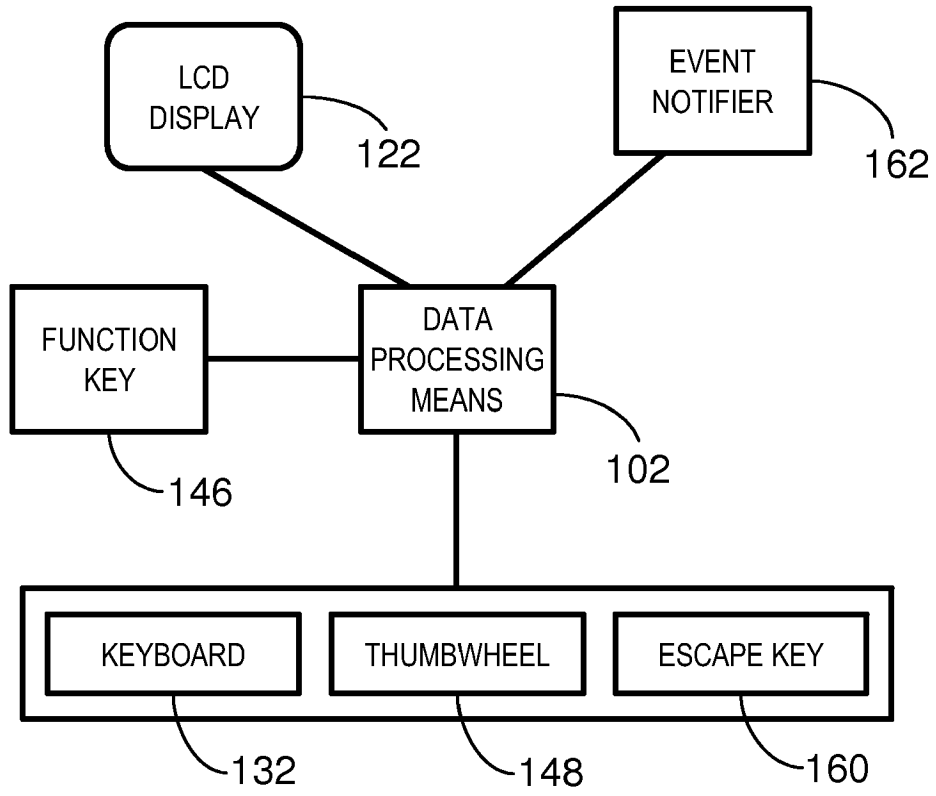 LCD
DISPLAY
122
EVENT
NOTIFIER
162
FUNCTION
KEY
146
DATA
PROCESSING
MEANS
102
KEYBOARD
132
THUMBWHEEL
148
ESCAPE KEY
160